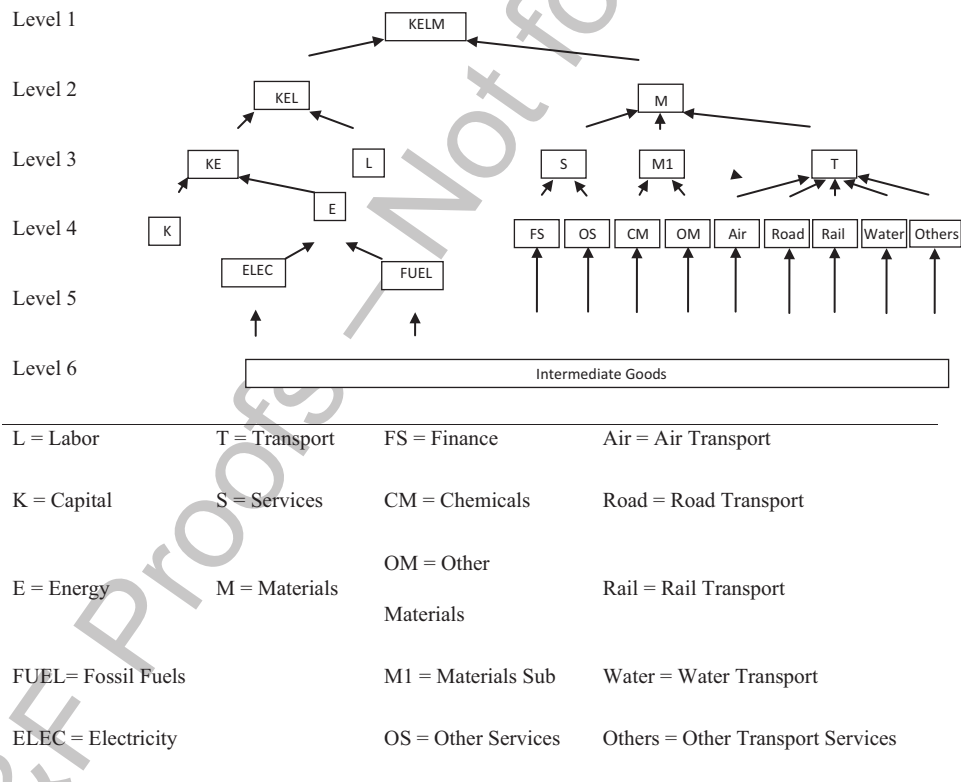 Level 1
KELM
Level 2
KEL
M
Level 3
KE
L
S
M1
T
E
Level 4
K
FS OS CM OM Air Road Rail Water Others
ELEC
FUEL
Level 5
Level 6
Intermediate Goods
L = Labor T = Transport FS = Finance Air = Air Transport
K = Capital S = Services CM = Chemicals Road = Road Transport
OM = Other
E = Energy M = Materials Rail = Rail Transport
Materials
FUEL= Fossil Fuels M1 = Materials Sub Water = Water Transport
ELEC = Electricity OS = Other Services Others = Other Transport Services
&F Proofs – Not fo